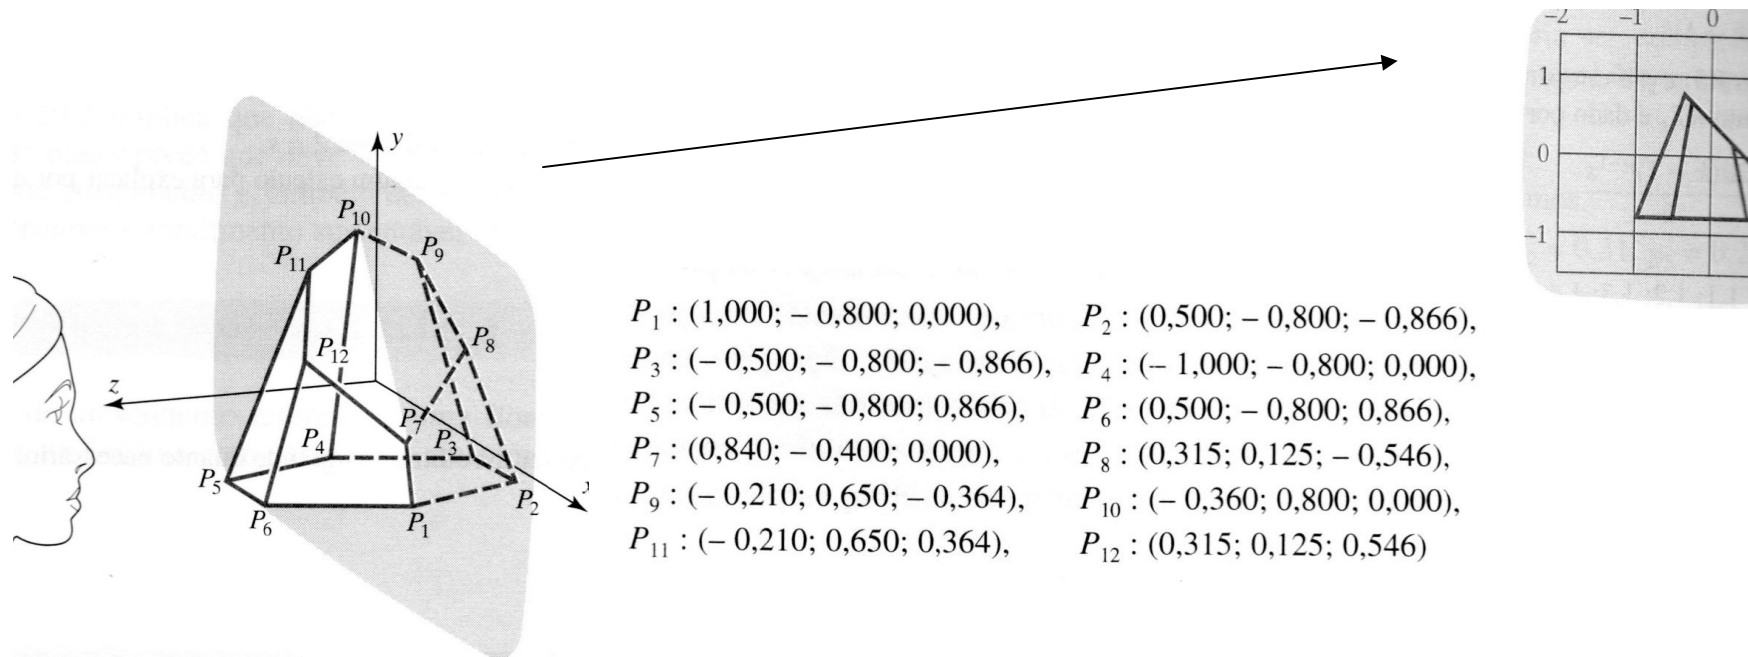 –2 –1 0
1
0
–1
y
P10
P9
P11
P8
P12
z
P7
P4
P3
P5
P2
P6
P1
P1 : (1,000; – 0,800; 0,000), P2 : (0,500; – 0,800; – 0,866),
P3 : (– 0,500; – 0,800; – 0,866), P4 : (– 1,000; – 0,800; 0,000),
P5 : (– 0,500; – 0,800; 0,866), P6 : (0,500; – 0,800; 0,866),
P7 : (0,840; – 0,400; 0,000), P8 : (0,315; 0,125; – 0,546),
P9 : (– 0,210; 0,650; – 0,364), P10 : (– 0,360; 0,800; 0,000),
P11 : (– 0,210; 0,650; 0,364), P12 : (0,315; 0,125; 0,546)